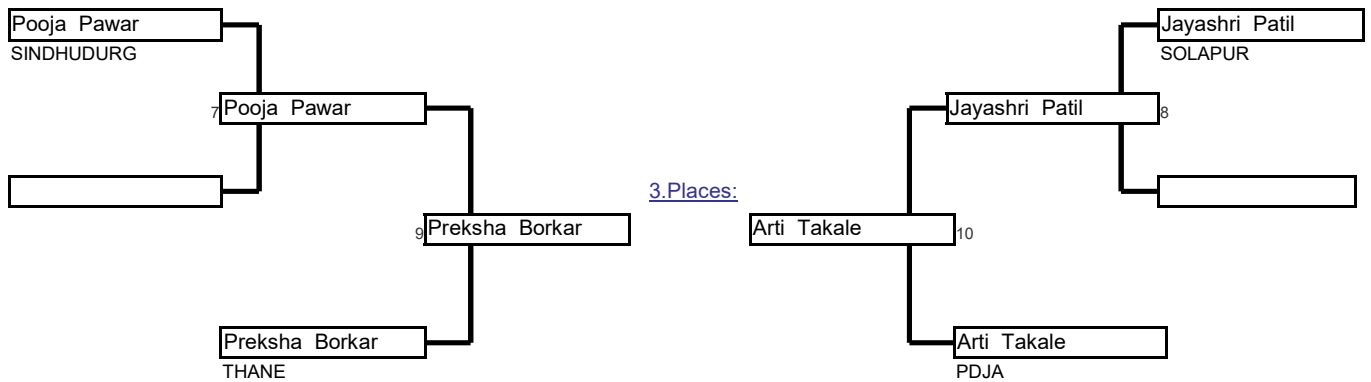 Pooja Pawar
SINDHUDURG
7 Pooja Pawar
9 Preksha Borkar
Preksha Borkar
THANE
3.Places:
Jayashri Patil
SOLAPUR
Jayashri Patil 8
Arti Takale 10
Arti Takale
PDJA